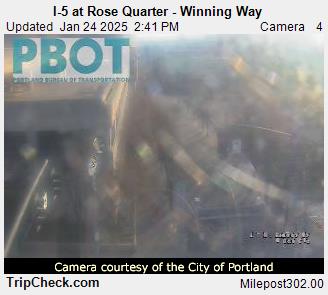 I-5 at Rose Quarter - Winning Way
Updated Jan 24 2025 2:41 PM Camera 4
PBOT
PORTLAND BUREAU OF TRANSPORTATION
Camera courtesy of the City of Portland
TripCheck.com Milepost302.00